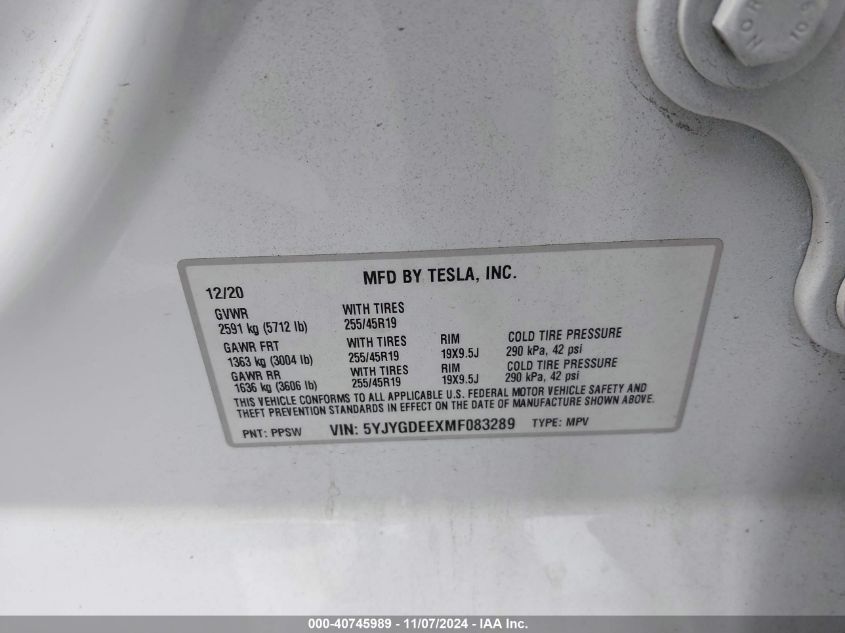 NOR
10.9
MFD BY TESLA, INC.
12/20
GVWR WITH TIRES
2591 kg (5712 lb) 255/45R19
GAWR FRT WITH TIRES RIM COLD TIRE PRESSURE
1363 kg (3004 lb) 255/45R19 19X9.5J 290 kPa, 42 psi
GAWR RR WITH TIRES RIM COLD TIRE PRESSURE
1636 kg (3606 lb) 255/45R19 19X9.5J 290 kPa, 42 psi
THIS VEHICLE CONFORMS TO ALL APPLICABLE U.S. FEDERAL MOTOR VEHICLE SAFETY AND
THEFT PREVENTION STANDARDS IN EFFECT ON THE DATE OF MANUFACTURE SHOWN ABOVE.
PNT: PPSW VIN: 5YJYGDEEXMF083289 TYPE: MPV
000-40745989 - 11/07/2024 - IAA Inc.